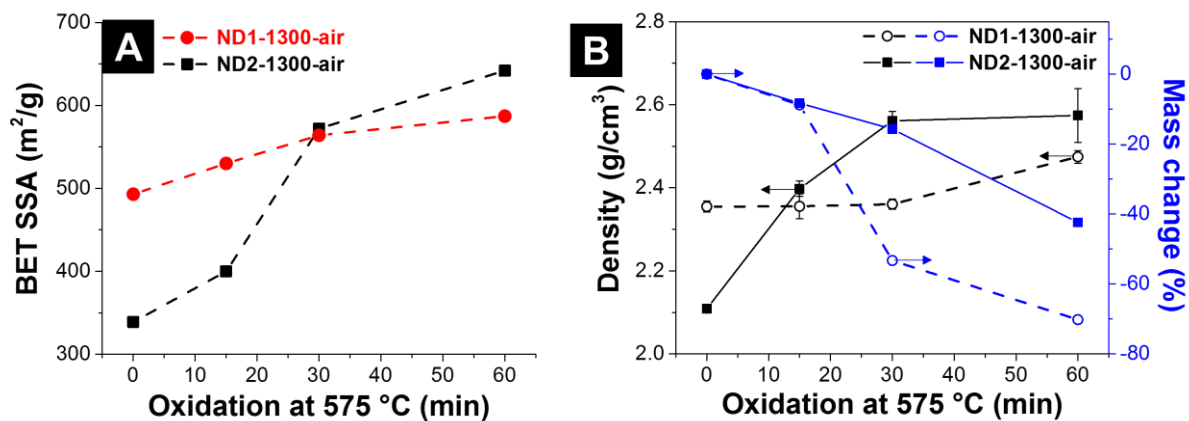 A
ND1-1300-air
ND2-1300-air
700
600
500
400
300
BET SSA (m²/g)
0 10 20 30 40 50 60
Oxidation at 575 °C (min)
B
ND1-1300-air
ND2-1300-air
2.8
2.6
2.4
2.2
2.0
Density (g/cm³)
-0
-20
-40
-60
-80
Mass change (%)
0 10 20 30 40 50 60
Oxidation at 575 °C (min)